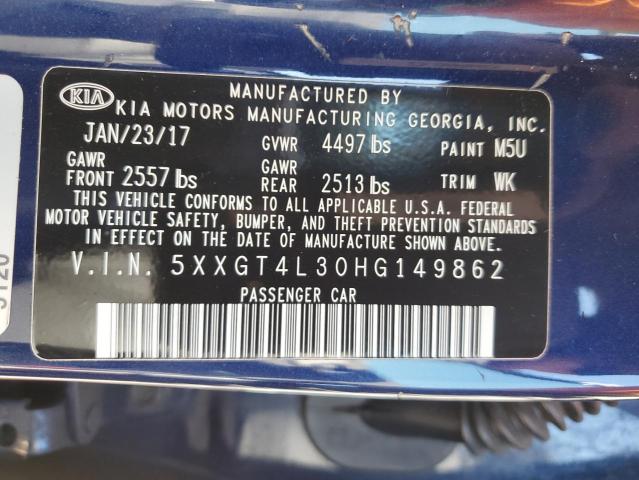 MANUFACTURED BY
KIA KIA MOTORS MANUFACTURING GEORGIA, INC.
JAN/23/17 GVWR 4497 lbs PAINT M5U
GAWR FRONT 2557 lbs GAWR REAR 2513 lbs TRIM WK
THIS VEHICLE CONFORMS TO ALL APPLICABLE U.S.A. FEDERAL
MOTOR VEHICLE SAFETY, BUMPER, AND THEFT PREVENTION STANDARDS
IN EFFECT ON THE DATE OF MANUFACTURE SHOWN ABOVE.
V.I.N. 5XXGT4L30HG149862
PASSENGER CAR